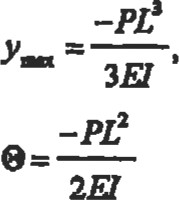 y_max = -PL³/3EI,
Θ = -PL²/2EI